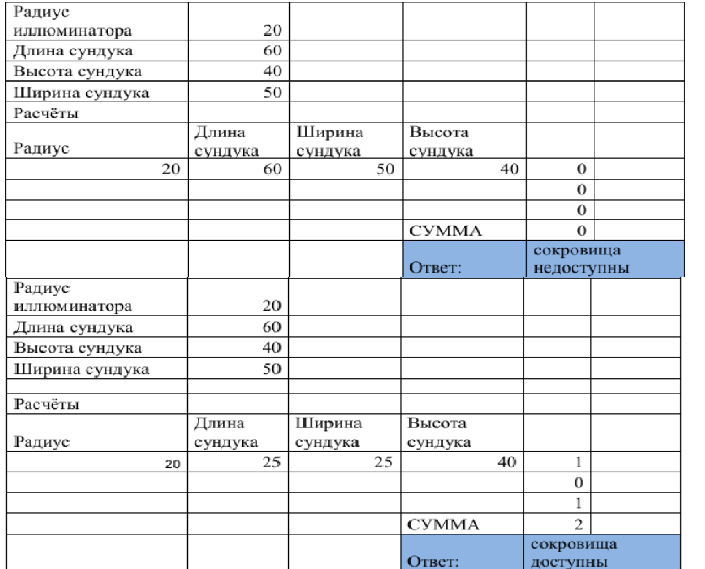 Радиус
иллюминатора 20
Длина сундука 60
Высота сундука 40
Ширина сундука 50
Расчёты
Радиус Длина сундука Ширина сундука Высота сундука
20 60 50 40 0
0
0
СУММА 0
Ответ: сокровища недоступны
Радиус
иллюминатора 20
Длина сундука 60
Высота сундука 40
Ширина сундука 50
Расчёты
Радиус Длина сундука Ширина сундука Высота сундука
20 25 25 40 1
0
1
СУММА 2
Ответ: сокровища доступны